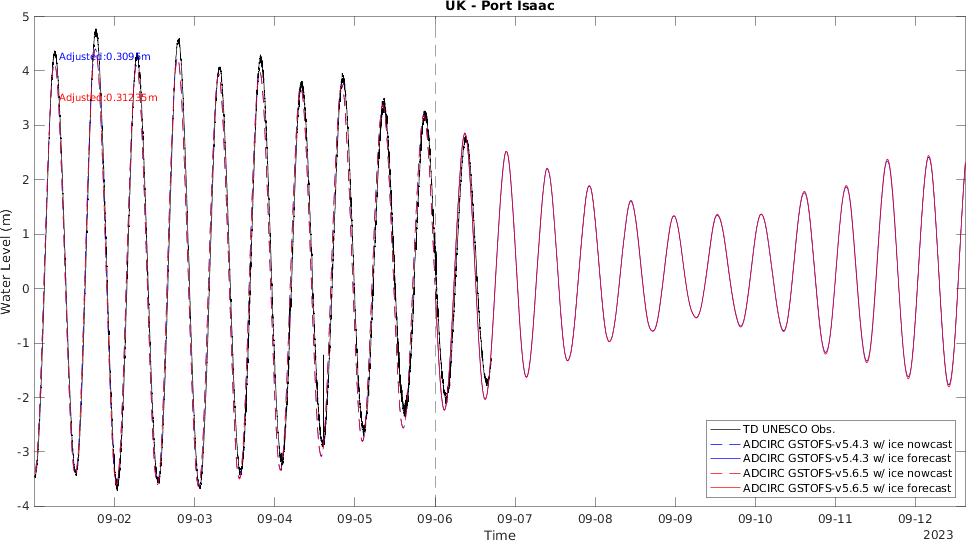 UK - Port Isaac
5
4
3
2
1
0
-1
-2
-3
-4
Water Level (m)
Adjusted:0.3095m
Adjusted:0.31235m
TD UNESCO Obs.
ADCIRC GSTOFS-v5.4.3 w/ ice nowcast
ADCIRC GSTOFS-v5.4.3 w/ ice forecast
ADCIRC GSTOFS-v5.6.5 w/ ice nowcast
ADCIRC GSTOFS-v5.6.5 w/ ice forecast
09-02 09-03 09-04 09-05 09-06 09-07 09-08 09-09 09-10 09-11 09-12
Time
2023